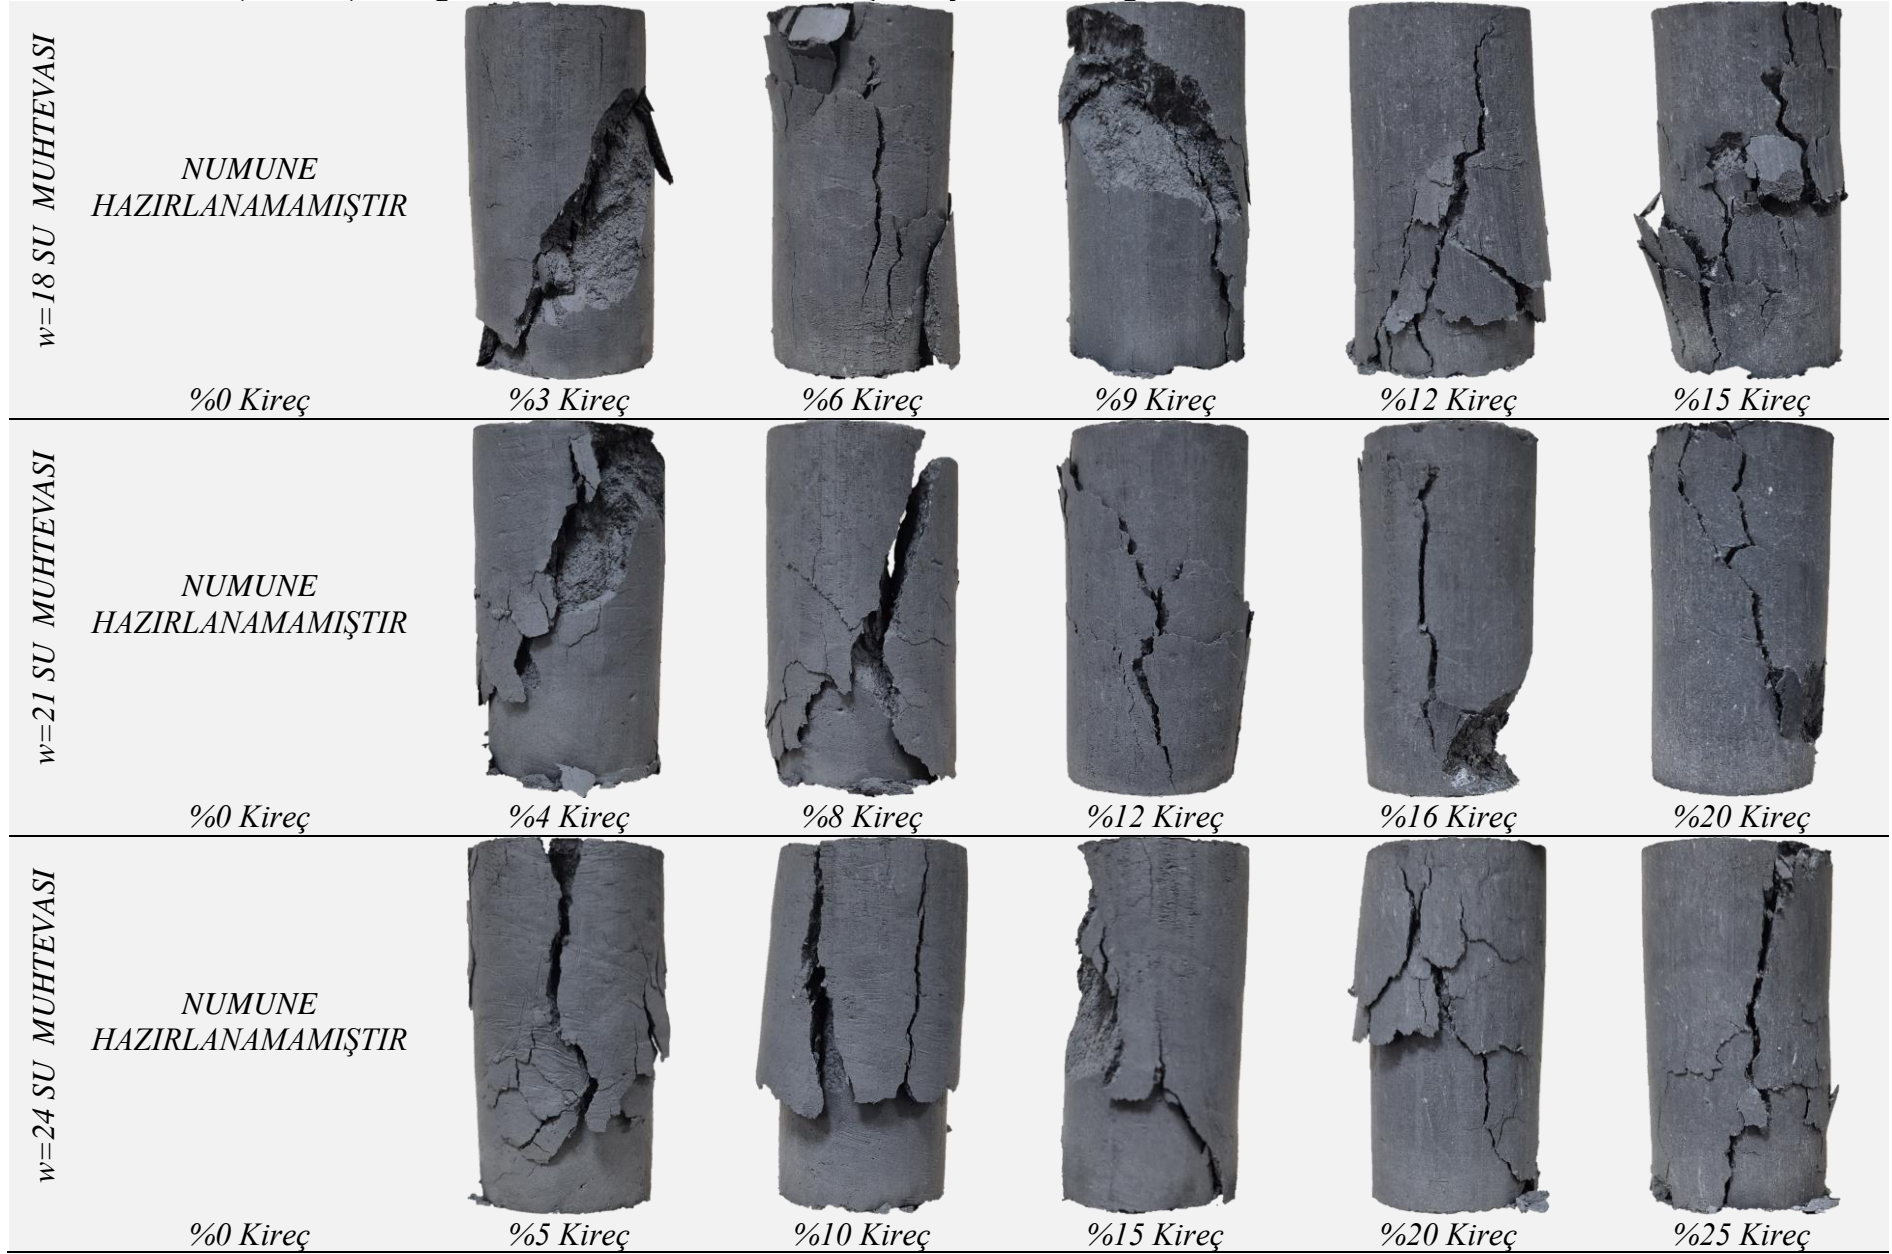 w=18 SU MUHTEVASI
NUMUNE
HAZIRLANAMAMIŞTIR
%0 Kireç
%3 Kireç
%6 Kireç
%9 Kireç
%12 Kireç
%15 Kireç
w=21 SU MUHTEVASI
NUMUNE
HAZIRLANAMAMIŞTIR
%0 Kireç
%4 Kireç
%8 Kireç
%12 Kireç
%16 Kireç
%20 Kireç
w=24 SU MUHTEVASI
NUMUNE
HAZIRLANAMAMIŞTIR
%0 Kireç
%5 Kireç
%10 Kireç
%15 Kireç
%20 Kireç
%25 Kireç